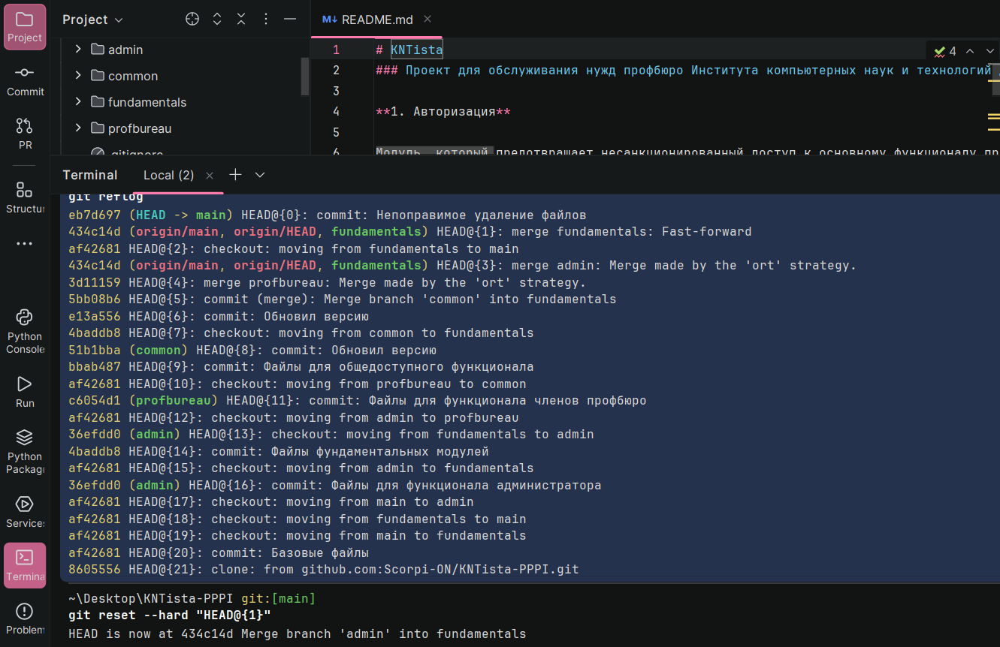 Project
README.md
Project
admin
common
fundamentals
profbureau
.gitignore
Commit
PR
Structur
Python
Console
Run
Python
Packag
Services
Termina
Problem
4
1 # KNTista
2 ### Проект для обслуживания нужд профбюро Института компьютерных наук и технологий
3
4 **1. Авторизация**
5
6 Модуль, который предотвращает несанкционированный доступ к основному функционалу пр
Terminal Local (2)
git reflog
eb7d697 (HEAD -> main) HEAD@{0}: commit: Непоправимое удаление файлов
434c14d (origin/main, origin/HEAD, fundamentals) HEAD@{1}: merge fundamentals: Fast-forward
af42681 HEAD@{2}: checkout: moving from fundamentals to main
434c14d (origin/main, origin/HEAD, fundamentals) HEAD@{3}: merge admin: Merge made by the 'ort' strategy.
3d11159 HEAD@{4}: merge profbureau: Merge made by the 'ort' strategy.
5bb08b6 HEAD@{5}: commit (merge): Merge branch 'common' into fundamentals
e13a556 HEAD@{6}: commit: Обновил версию
4baddb8 HEAD@{7}: checkout: moving from common to fundamentals
51b1bba (common) HEAD@{8}: commit: Обновил версию
bbab487 HEAD@{9}: commit: Файлы для общедоступного функционала
af42681 HEAD@{10}: checkout: moving from profbureau to common
c6054d1 (profbureau) HEAD@{11}: commit: Файлы для функционала членов профбюро
af42681 HEAD@{12}: checkout: moving from admin to profbureau
36efdd0 (admin) HEAD@{13}: checkout: moving from fundamentals to admin
4baddb8 HEAD@{14}: commit: Файлы фундаментальных модулей
af42681 HEAD@{15}: checkout: moving from admin to fundamentals
36efdd0 (admin) HEAD@{16}: commit: Файлы для функционала администратора
af42681 HEAD@{17}: checkout: moving from main to admin
af42681 HEAD@{18}: checkout: moving from fundamentals to main
af42681 HEAD@{19}: checkout: moving from main to fundamentals
af42681 HEAD@{20}: commit: Базовые файлы
8605556 HEAD@{21}: clone: from github.com:Scorpi-ON/KNTista-PPPI.git
~\Desktop\KNTista-PPPI git:[main]
git reset --hard "HEAD@{1}"
HEAD is now at 434c14d Merge branch 'admin' into fundamentals